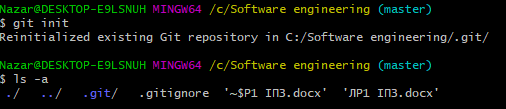 Nazar@DESKTOP-E9LSNUH MINGW64 /c/Software engineering (master)
$ git init
Reinitialized existing Git repository in C:/Software engineering/.git/
Nazar@DESKTOP-E9LSNUH MINGW64 /c/Software engineering (master)
$ ls -a
./  ../  .git/  .gitignore  '~$Р1 ІПЗ.docx'  'ЛР1 ІПЗ.docx'